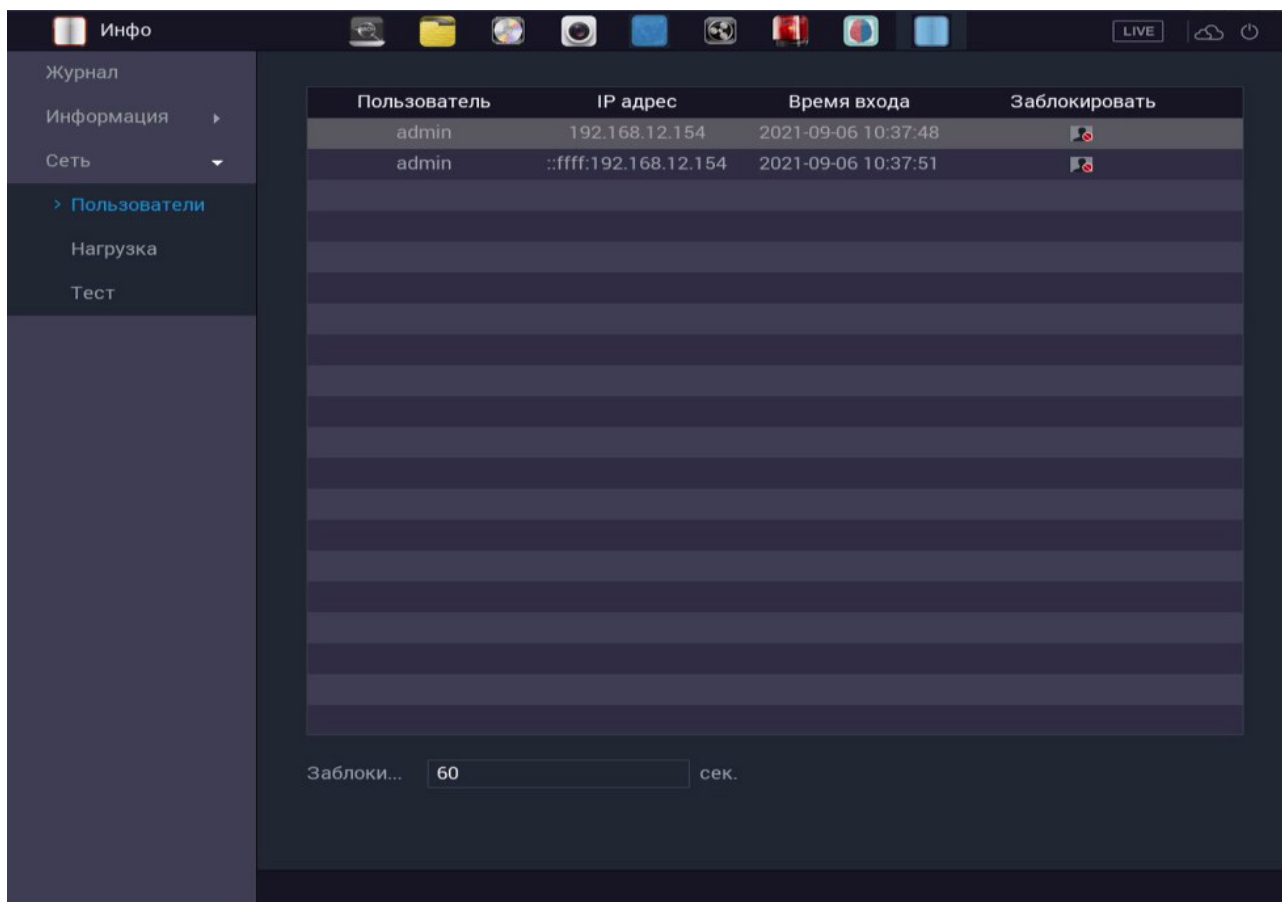 Инфо LIVE
Журнал
Информация
Сеть
> Пользователи
Нагрузка
Тест
Пользователь IP адрес Время входа Заблокировать
admin 192.168.12.154 2021-09-06 10:37:48
admin ::ffff:192.168.12.154 2021-09-06 10:37:51
Заблоки... 60 сек.